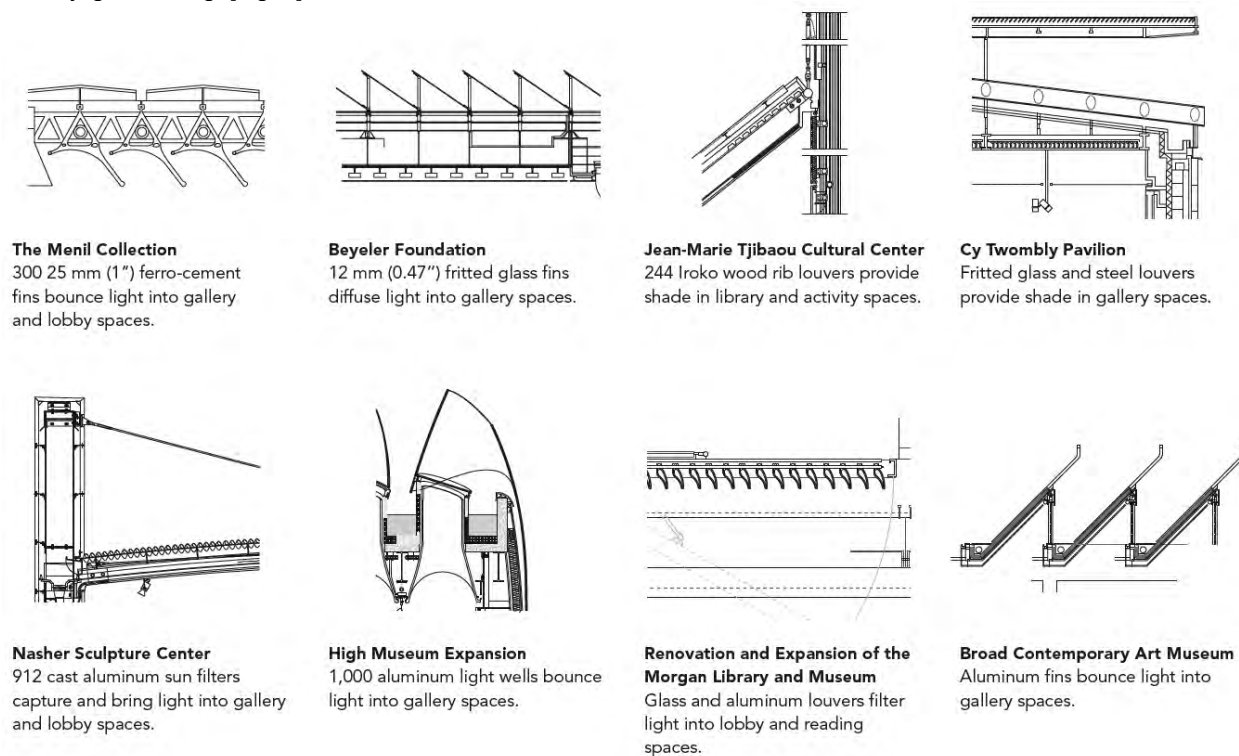 The Menil Collection
300 25 mm (1″) ferro-cement
fins bounce light into gallery
and lobby spaces.
Beyeler Foundation
12 mm (0.47″) fritted glass fins
diffuse light into gallery spaces.
Jean-Marie Tjibaou Cultural Center
244 Iroko wood rib louvers provide
shade in library and activity spaces.
Cy Twombly Pavilion
Fritted glass and steel louvers
provide shade in gallery spaces.
Nasher Sculpture Center
912 cast aluminum sun filters
capture and bring light into gallery
and lobby spaces.
High Museum Expansion
1,000 aluminum light wells bounce
light into gallery spaces.
Renovation and Expansion of the
Morgan Library and Museum
Glass and aluminum louvers filter
light into lobby and reading
spaces.
Broad Contemporary Art Museum
Aluminum fins bounce light into
gallery spaces.